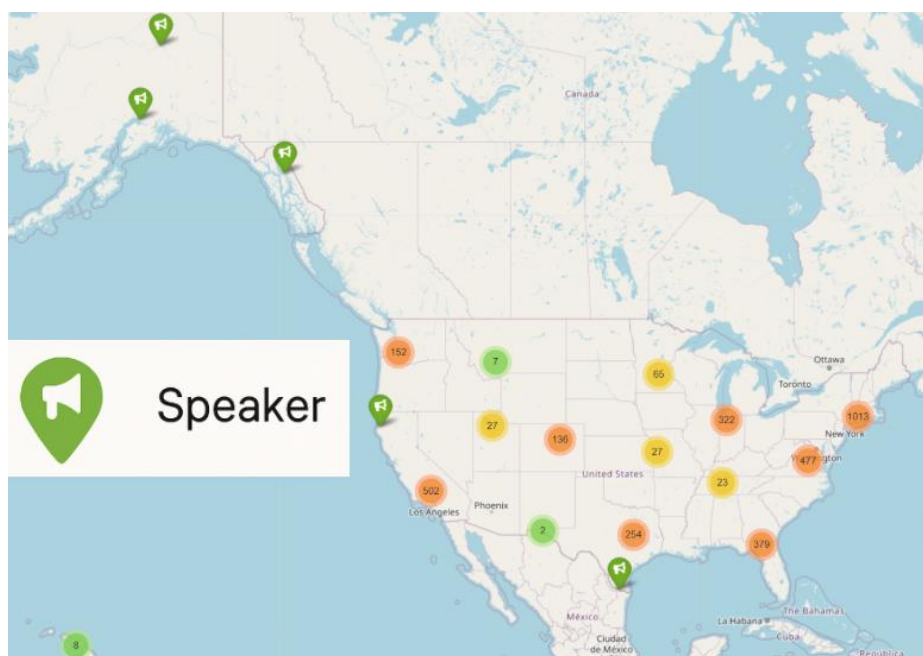 Canada
152
7
65
Ottawa
Toronto
Speaker
27
136
27
322
1013
New York
477
United States
23
502
Los Angeles
Phoenix
2
254
379
The Bahamas
La Habana
Cuba
México
Ciudad
de México
8
República